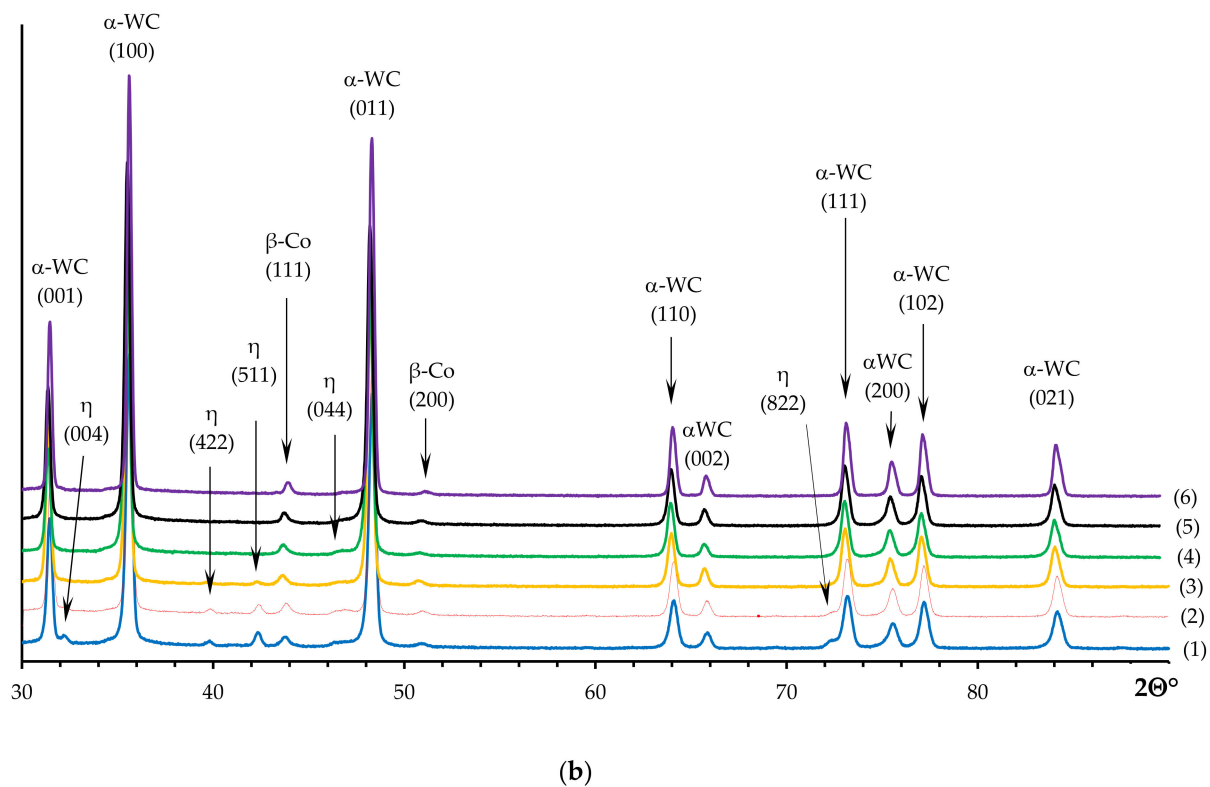 α-WC
(100)
α-WC
(011)
α-WC
(111)
β-Co
(111)
α-WC
(001)
α-WC
(110)
α-WC
(102)
η
(511)
η
(044)
β-Co
(200)
η
(822)
αWC
(200)
α-WC
(021)
η
(004)
η
(422)
αWC
(002)
(6)
(5)
(4)
(3)
(2)
(1)
30 40 50 60 70 80 2Θ°
(b)